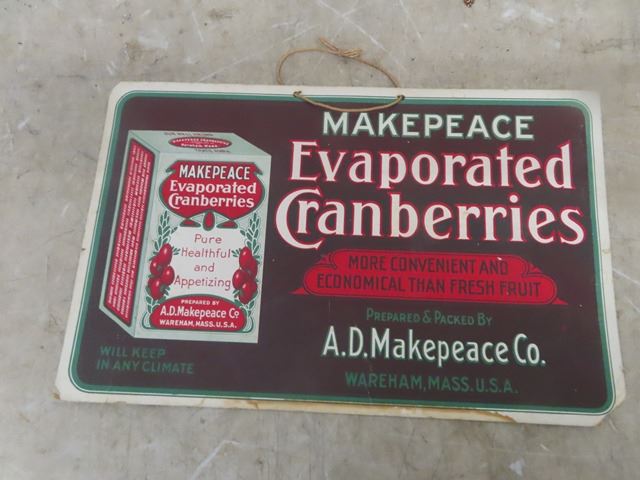 MAKEPEACE
Evaporated
Cranberries
MORE CONVENIENT AND
ECONOMICAL THAN FRESH FRUIT
PREPARED & PACKED BY
A.D. Makepeace Co.
WAREHAM, MASS. U.S.A.
MAKEPEACE
Evaporated
Cranberries
Pure
Healthful
and
Appetizing
PREPARED BY
A.D. Makepeace Co
WAREHAM, MASS. U.S.A.
WILL KEEP
IN ANY CLIMATE